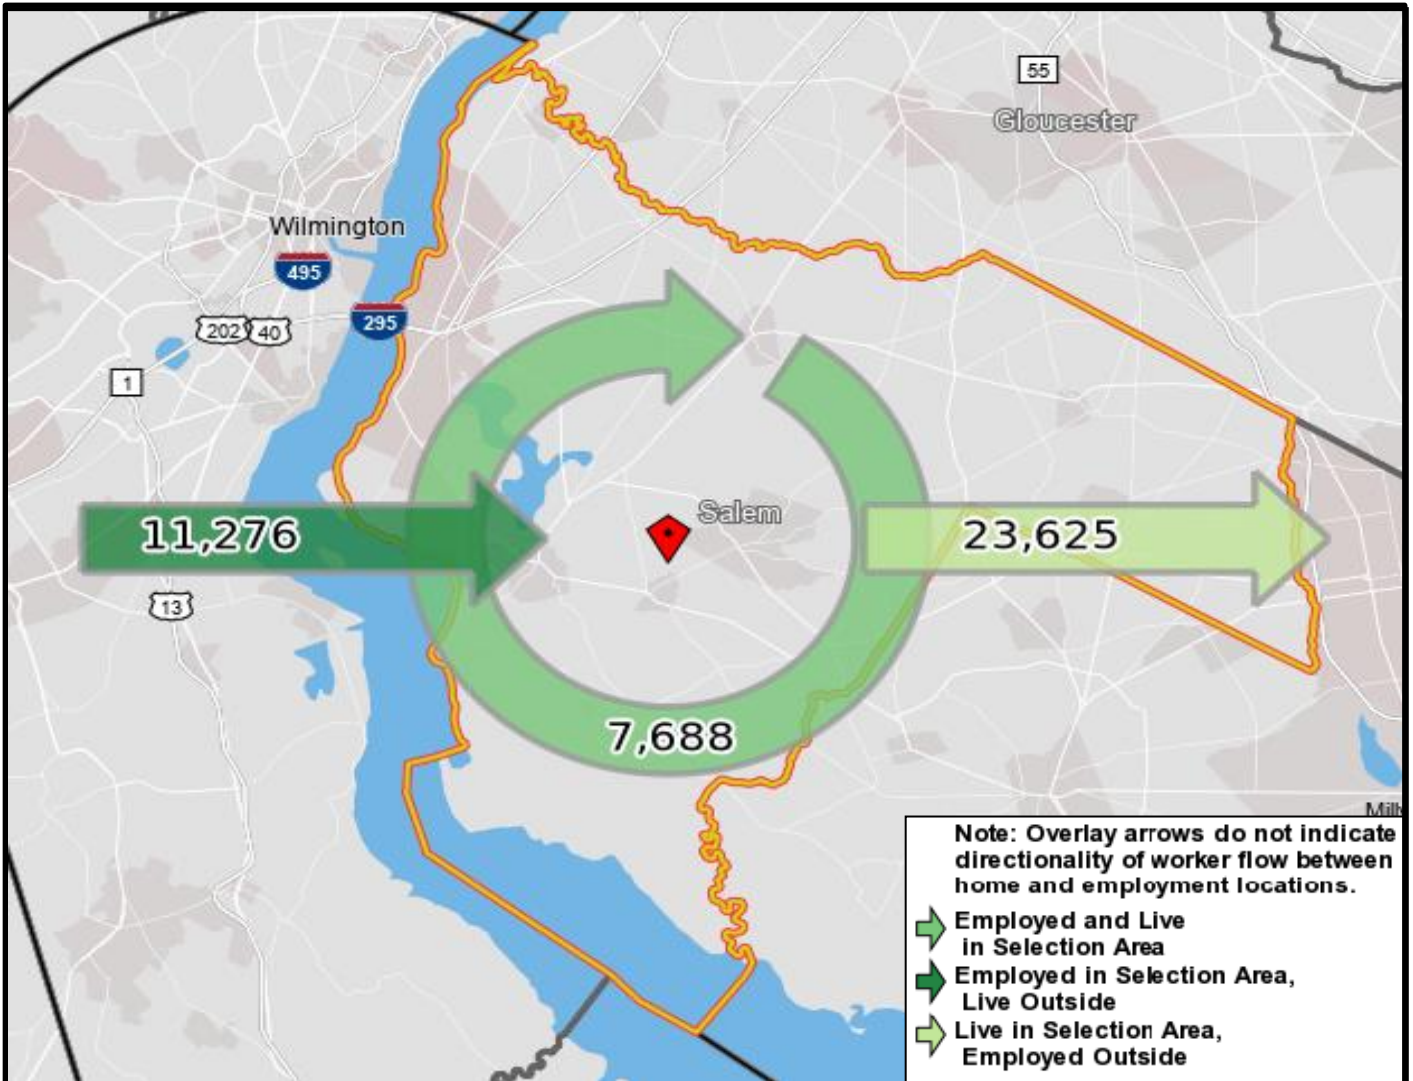 55
Gloucester
Wilmington
495
295
202
40
1
11,276
Salem
23,625
13
7,688
Note: Overlay arrows do not indicate
directionality of worker flow between
home and employment locations.
Employed and Live
in Selection Area
Employed in Selection Area,
Live Outside
Live in Selection Area,
Employed Outside